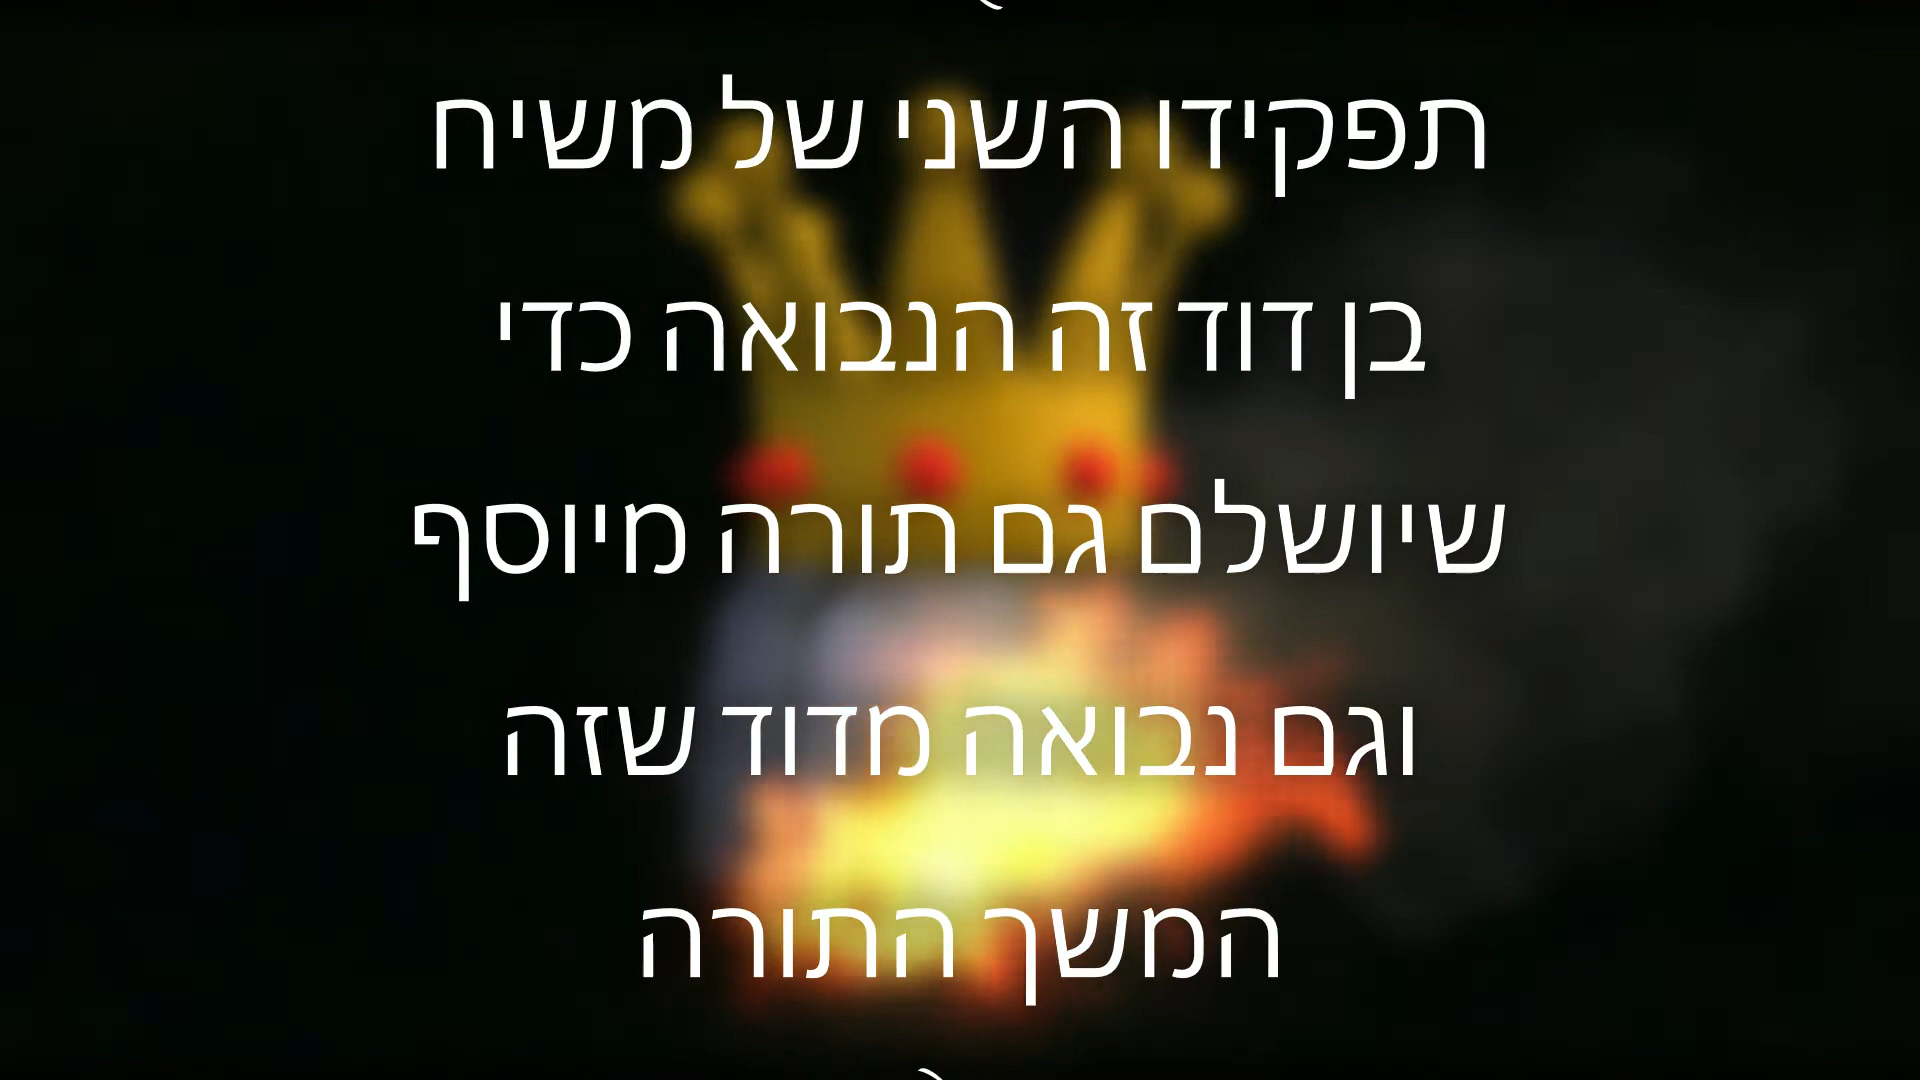 תפקידו השני של משיח
בן דוד זה הנבואה כדי
שיושלם גם תורה מיוסף
וגם נבואה מדוד שזה
המשך התורה